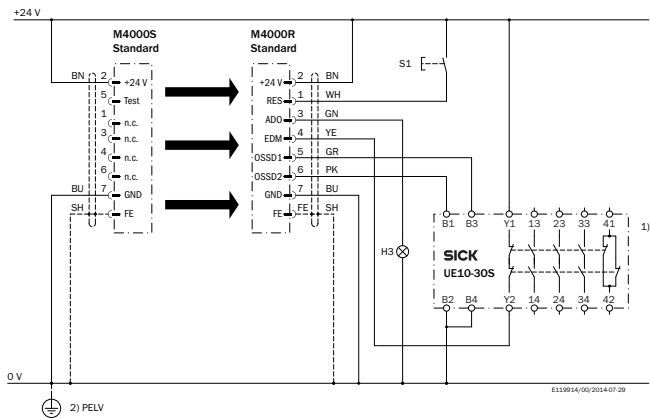 +24 V
M4000S
Standard
M4000R
Standard
BN 2 +24 V
5 Test
1 n.c.
3 n.c.
4 n.c.
6 n.c.
BU 7 GND
SH FE
+24 V 2 BN
RES 1 WH
ADO 3 GN
EDM 4 YE
OSSD1 5 GR
OSSD2 6 PK
GND 7 BU
FE FE SH
S1
H3
B1 B3 Y1 13 23 33 41
1)
SICK
UE10-30S
B2 B4 Y2 14 24 34 42
0 V
E119914/00/2014-07-29
2) PELV